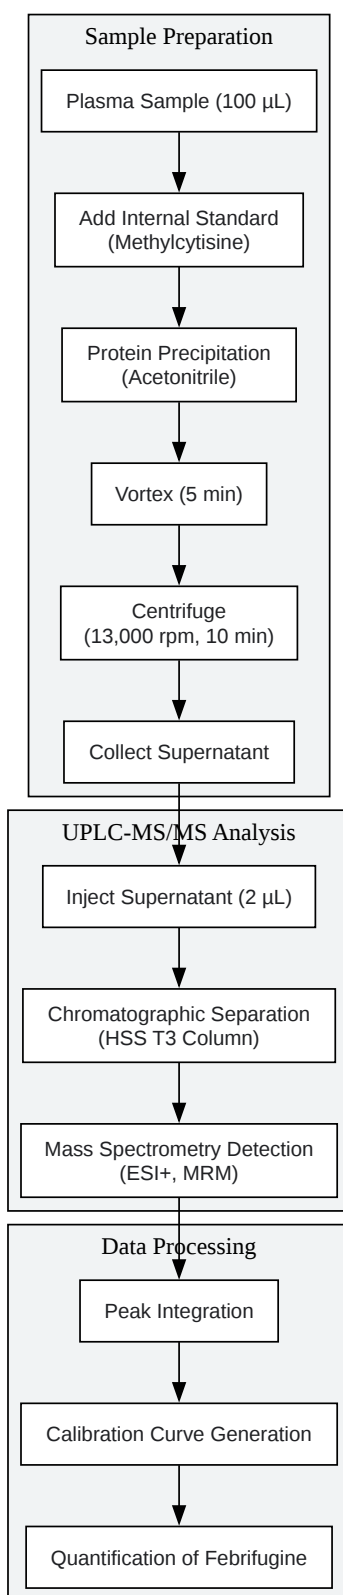 Sample Preparation
Plasma Sample (100 µL)
Add Internal Standard
(Methylcytisine)
Protein Precipitation
(Acetonitrile)
Vortex (5 min)
Centrifuge
(13,000 rpm, 10 min)
Collect Supernatant
UPLC-MS/MS Analysis
Inject Supernatant (2 µL)
Chromatographic Separation
(HSS T3 Column)
Mass Spectrometry Detection
(ESI+, MRM)
Data Processing
Peak Integration
Calibration Curve Generation
Quantification of Febrifugine